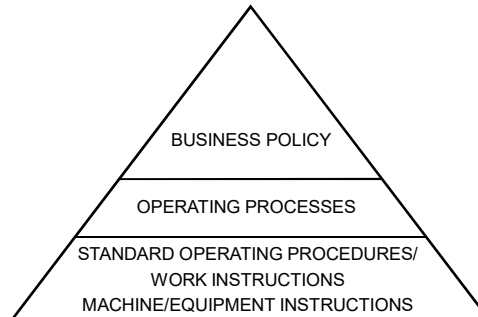 BUSINESS POLICY
OPERATING PROCESSES
STANDARD OPERATING PROCEDURES/
WORK INSTRUCTIONS
MACHINE/EQUIPMENT INSTRUCTIONS